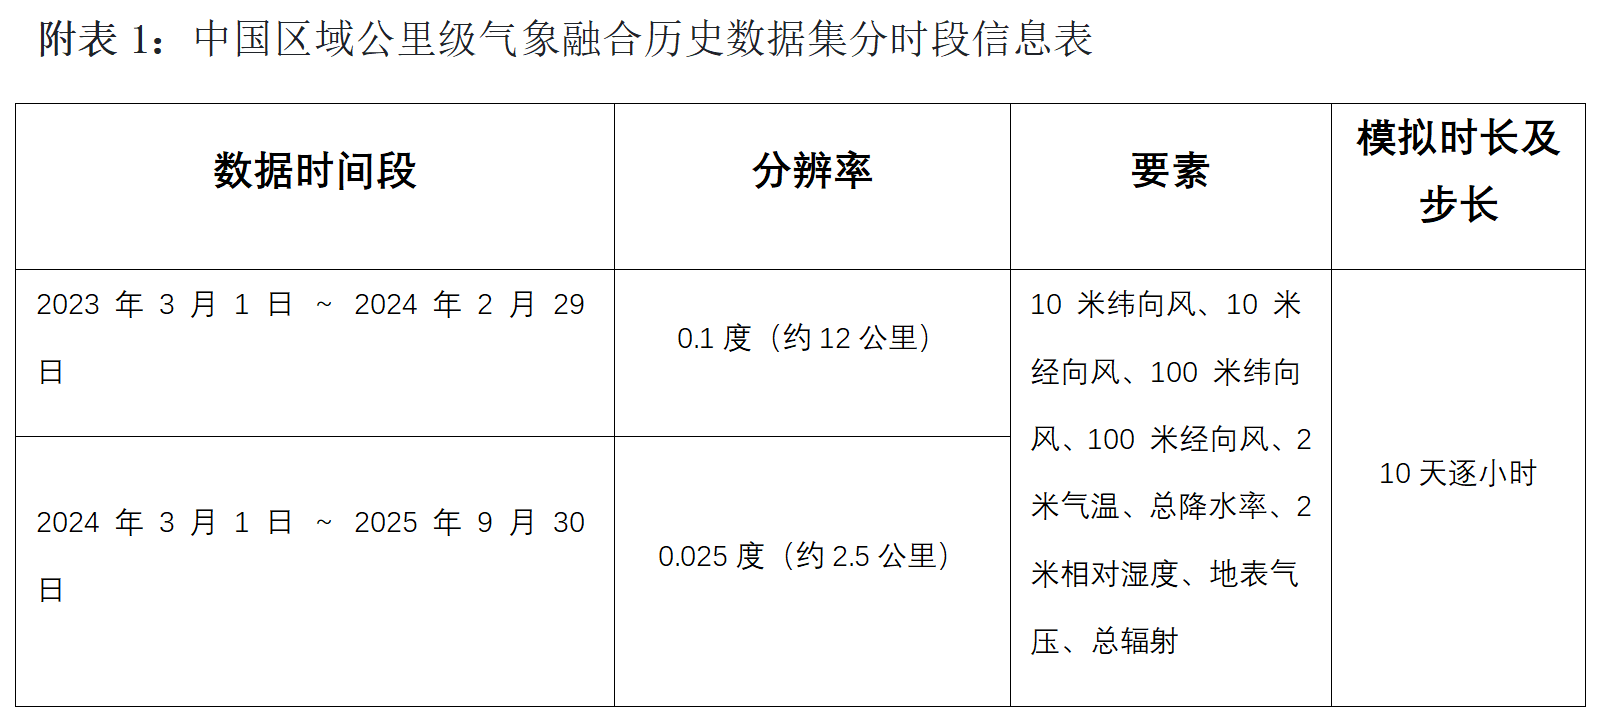 附表 1：中国区域公里级气象融合历史数据集分时段信息表
数据时间段
分辨率
要素
模拟时长及
步长
2023 年 3 月 1 日 ~ 2024 年 2 月 29
日
0.1 度（约 12 公里）
10 米纬向风、10 米
经向风、100 米纬向
风、100 米经向风、2
米气温、总降水率、2
米相对湿度、地表气
压、总辐射
10 天逐小时
2024 年 3 月 1 日 ~ 2025 年 9 月 30
日
0.025 度（约 2.5 公里）